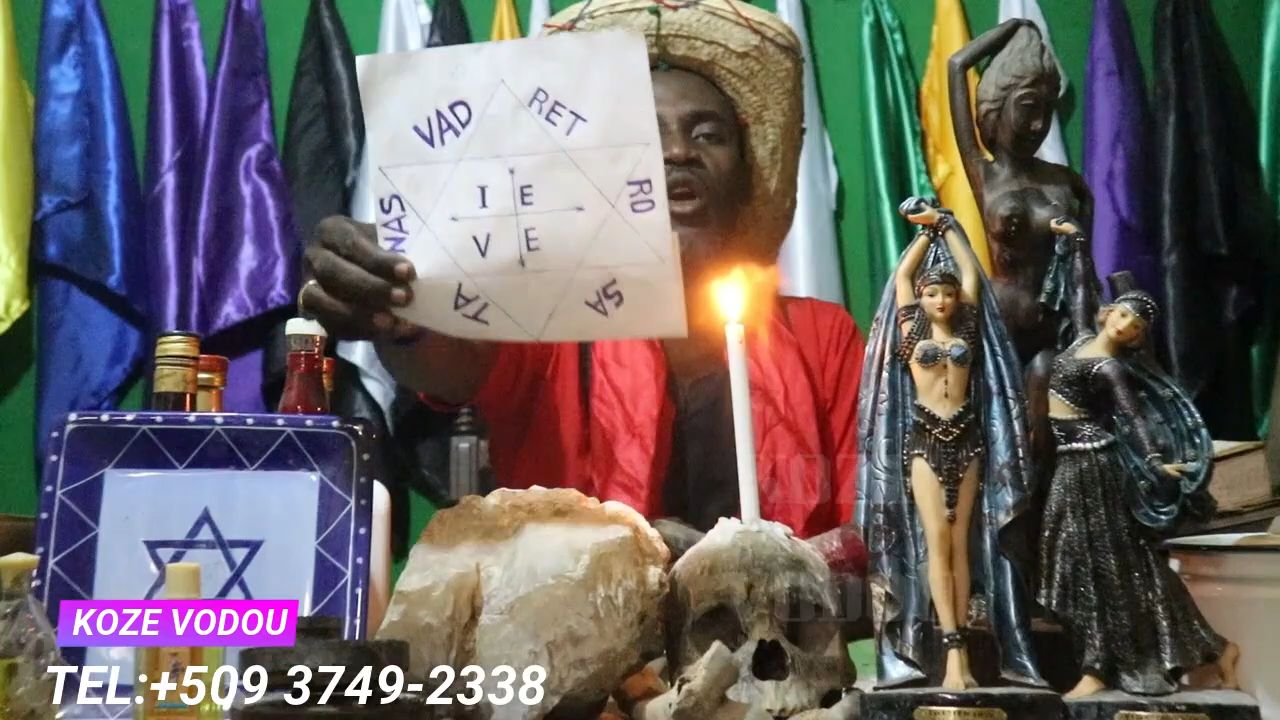 VAD
RET
NAS
I E
RO
V E
TA
SA
KOZE VODOU
TEL:+509 3749-2338